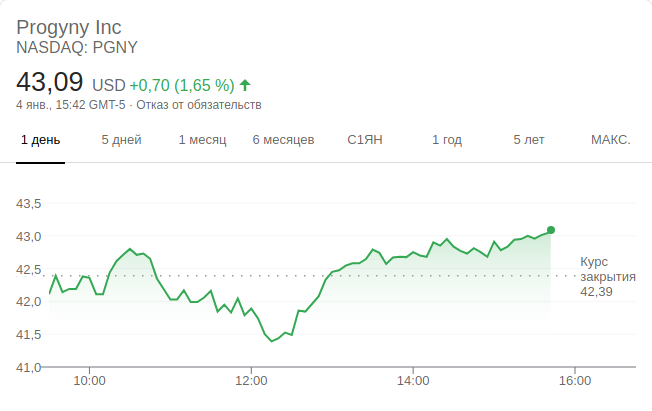 Progyny Inc
NASDAQ: PGNY
43,09 USD +0,70 (1,65 %)
4 янв., 15:42 GMT-5 · Отказ от обязательств
1 день 5 дней 1 месяц 6 месяцев С1ЯН 1 год 5 лет МАКС.
43,5
43,0
42,5
42,0
41,5
41,0
Курс
закрытия
42,39
10:00 12:00 14:00 16:00